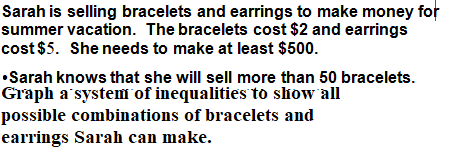 Sarah is selling bracelets and earrings to make money for
summer vacation.  The bracelets cost $2 and earrings
cost $5.  She needs to make at least $500.
•Sarah knows that she will sell more than 50 bracelets.
Graph a system of inequalities to show all
possible combinations of bracelets and
earrings Sarah can make.